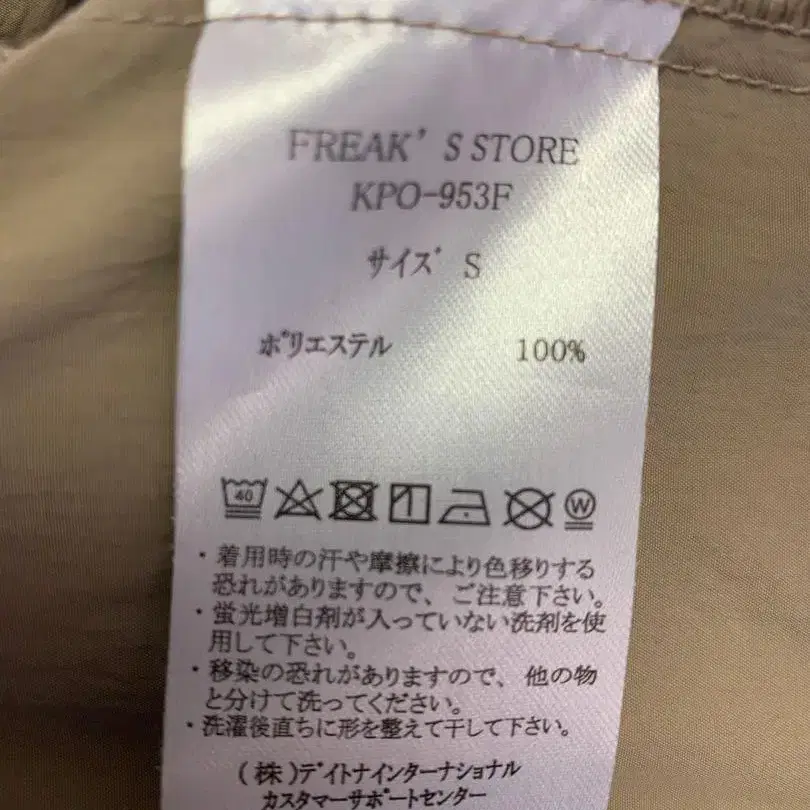 FREAK'S STORE
KPO-953F
サイズ S
ポリエステル 100%
40
W
・着用時の汗や摩擦により色移りする
恐れがありますので、ご注意下さい。
・蛍光増白剤が入っていない洗剤を使
用して下さい。
・移染の恐れがありますので、他の物
と分けて洗ってください。
・洗濯後直ちに形を整えて干して下さい。
(株)デイトナインターナショナル
カスタマーサポートセンター